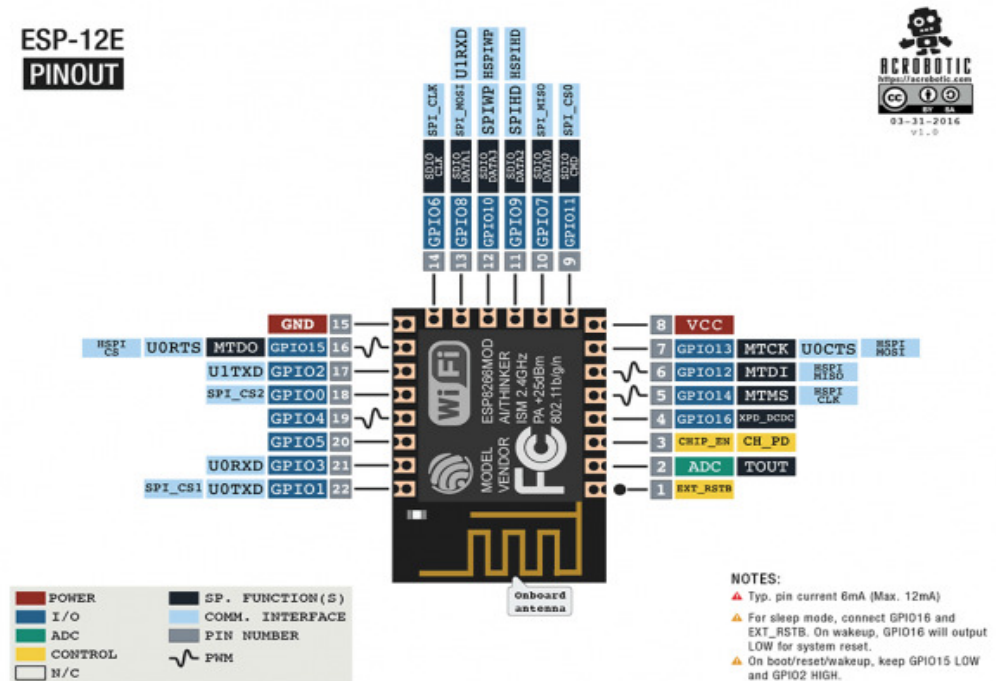 ESP-12E
PINOUT
ACROBOTIC
https://acrobotic.com
cc
BY SA
03-31-2016
v1.0
U1RXD HSPIWP HSPIHD
SPI_CLK SPI_MOSI SPIWP SPIHD SPI_MISO SPI_CS0
SDIO CLK SDIO DATA1 SDIO DATA3 SDIO DATA2 SDIO DATA0 SDIO CMD
GPIO6 GPIO8 GPIO10 GPIO9 GPIO7 GPIO11
14 13 12 11 10 9
GND 15
HSPI CS U0RTS MTDO GPIO15 16
U1TXD GPIO2 17
SPI_CS2 GPIO0 18
GPIO4 19
GPIO5 20
U0RXD GPIO3 21
SPI_CS1 U0TXD GPIO1 22
WiFi
MODEL ESP8266MOD
VENDOR AI/THINKER
ISM 2.4GHz
PA +25dBm
802.11b/g/n
FC
8 VCC
7 GPIO13 MTCK U0CTS HSPI MOSI
6 GPIO12 MTDI HSPI MISO
5 GPIO14 MTMS HSPI CLK
4 GPIO16 XPD_DCDC
3 CHIP_EN CH_PD
2 ADC TOUT
1 EXT_RSTB
Onboard
antenna
POWER
I/O
ADC
CONTROL
N/C
SP. FUNCTION(S)
COMM. INTERFACE
PIN NUMBER
PWM
NOTES:
Typ. pin current 6mA (Max. 12mA)
For sleep mode, connect GPIO16 and
EXT_RSTB. On wakeup, GPIO16 will output
LOW for system reset.
On boot/reset/wakeup, keep GPIO15 LOW
and GPIO2 HIGH.